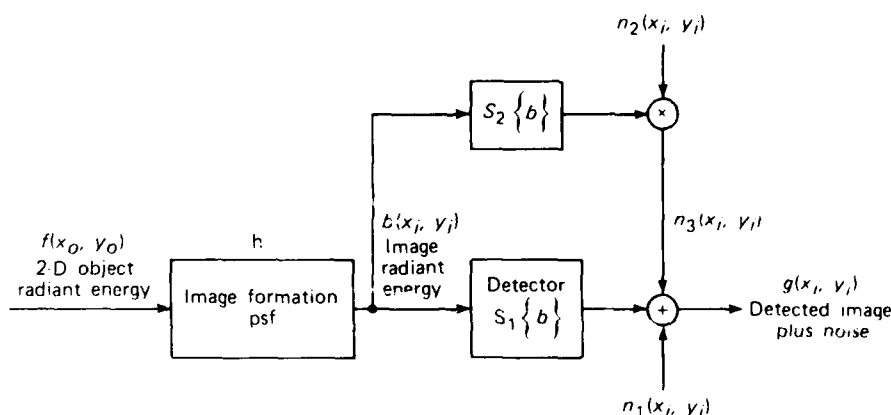 n2(xi, yi)
S2 {b}
×
f(xo, yo)
2-D object
radiant energy
h
Image formation
psf
b(xi, yi)
Image
radiant
energy
Detector
S1 {b}
n3(xi, yi)
+
g(xi, yi)
Detected image
plus noise
n1(xi, yi)